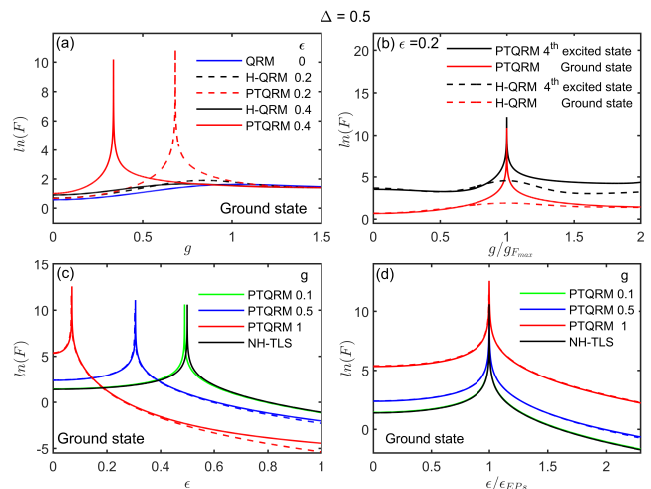 Δ = 0.5
(a)
ϵ
QRM 0
H-QRM 0.2
PTQRM 0.2
H-QRM 0.4
PTQRM 0.4
Ground state
ln(F)
10
8
6
4
2
0
0 0.5 1 1.5
g
(b) ϵ =0.2
PTQRM 4th excited state
PTQRM Ground state
H-QRM 4th excited state
H-QRM Ground state
ln(F)
20
15
10
5
0
0 0.5 1 1.5 2
g/gFmax
(c)
g
PTQRM 0.1
PTQRM 0.5
PTQRM 1
NH-TLS
Ground state
ln(F)
15
10
5
0
-5
0 0.2 0.4 0.6 0.8 1
ϵ
(d)
g
PTQRM 0.1
PTQRM 0.5
PTQRM 1
NH-TLS
Ground state
ln(F)
10
5
0
0 0.5 1 1.5 2
ϵ/ϵEPs